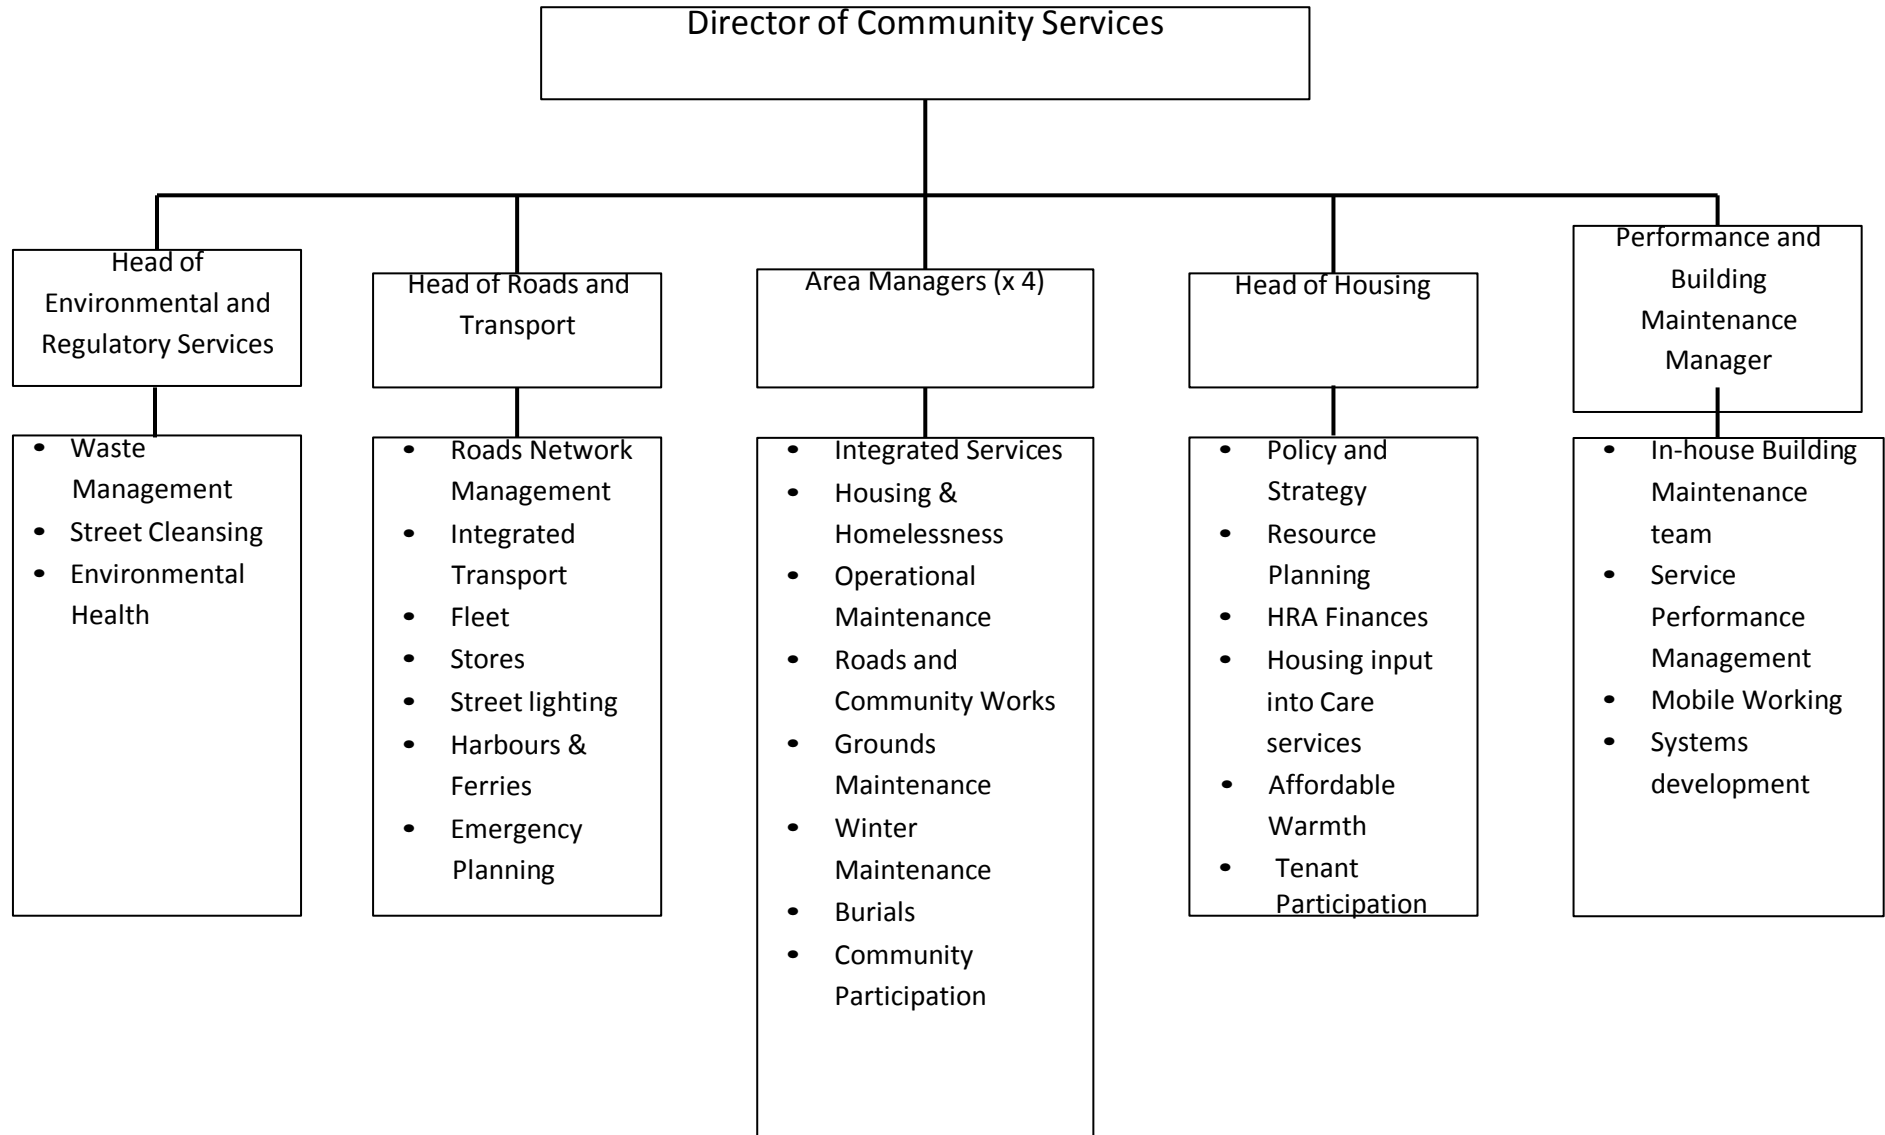 Director of Community Services
Head of
Environmental and
Regulatory Services
Head of Roads and
Transport
Area Managers (x 4)
Head of Housing
Performance and
Building
Maintenance
Manager
• Waste
Management
• Street Cleansing
• Environmental
Health
• Roads Network
Management
• Integrated
Transport
• Fleet
• Stores
• Street lighting
• Harbours &
Ferries
• Emergency
Planning
• Integrated Services
• Housing &
Homelessness
• Operational
Maintenance
• Roads and
Community Works
• Grounds
Maintenance
• Winter
Maintenance
• Burials
• Community
Participation
• Policy and
Strategy
• Resource
Planning
• HRA Finances
• Housing input
into Care
services
• Affordable
Warmth
• Tenant
Participation
• In-house Building
Maintenance
team
• Service
Performance
Management
• Mobile Working
• Systems
development